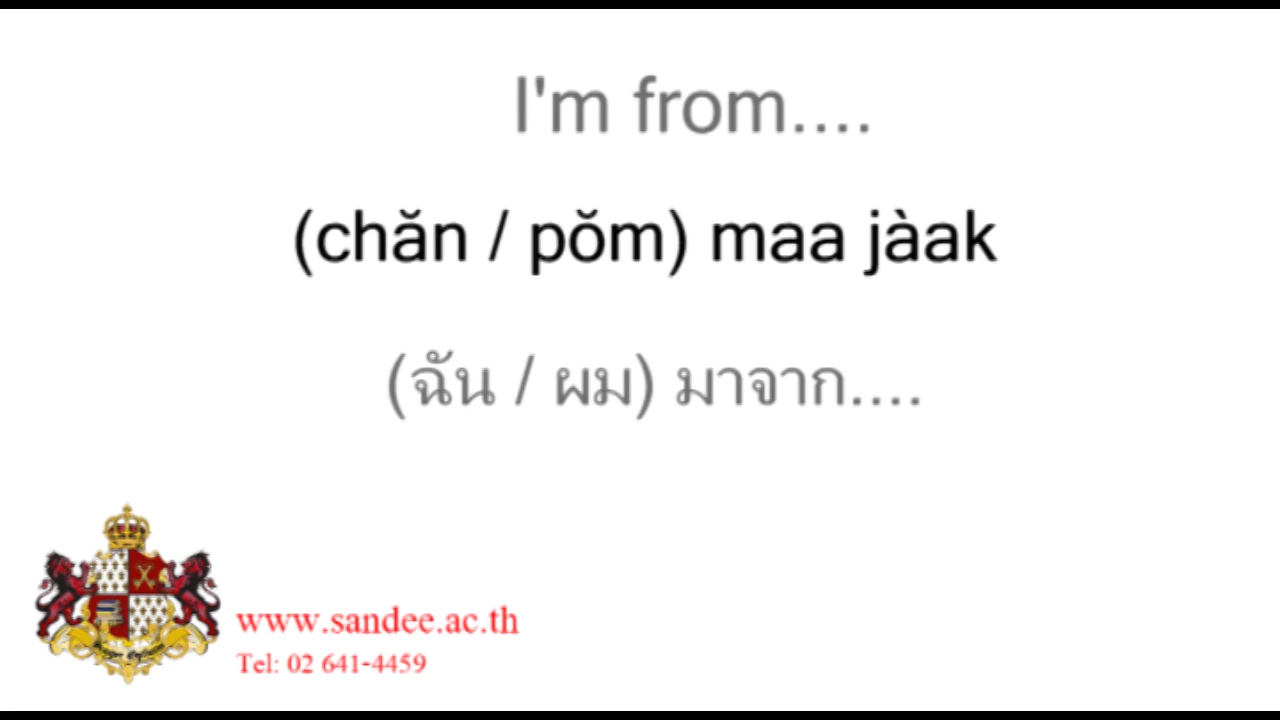 I'm from....
(chăn / pŏm) maa jàak
(ฉัน / ผม) มาจาก....
www.sandee.ac.th
Tel: 02 641-4459